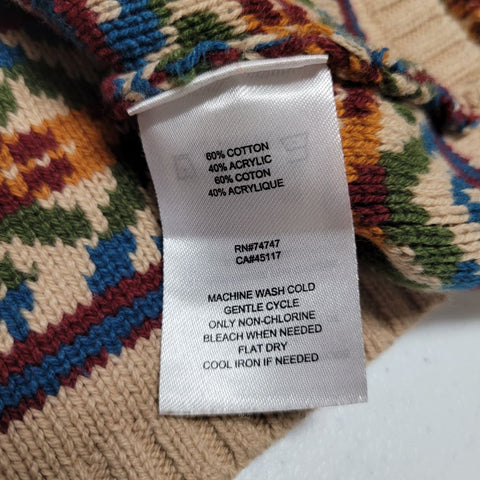 60% COTTON
40% ACRYLIC
60% COTON
40% ACRYLIQUE
RN#74747
CA#45117
MACHINE WASH COLD
GENTLE CYCLE
ONLY NON-CHLORINE
BLEACH WHEN NEEDED
FLAT DRY
COOL IRON IF NEEDED